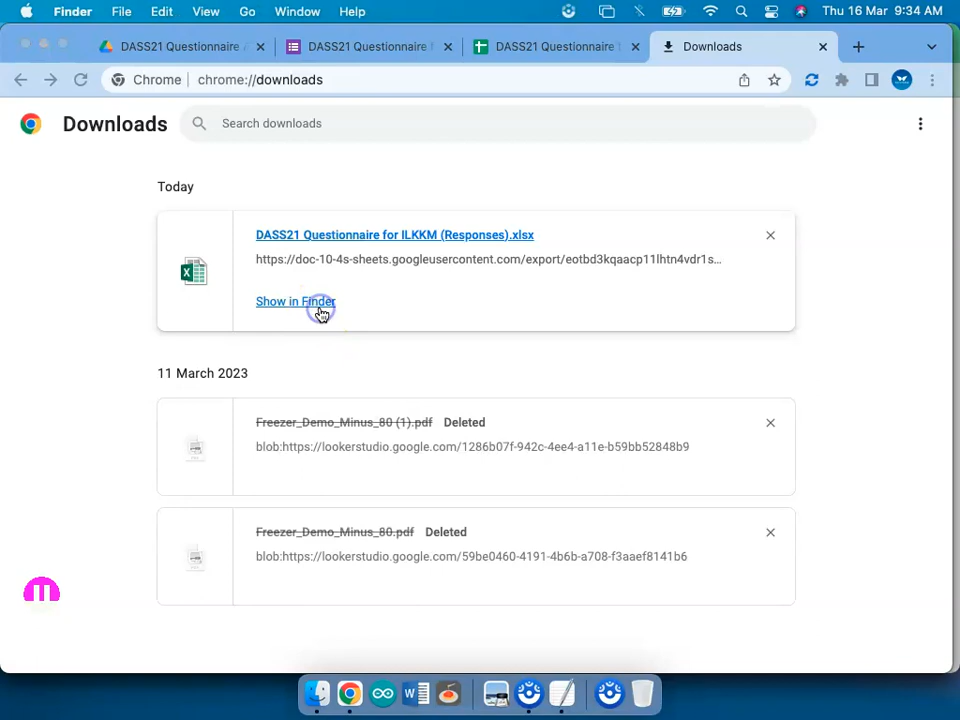 Finder File Edit View Go Window Help Thu 16 Mar 9:34 AM
DASS21 Questionnaire DASS21 Questionnaire DASS21 Questionnaire Downloads
Chrome chrome://downloads
Downloads Search downloads
Today
DASS21 Questionnaire for ILKKM (Responses).xlsx
https://doc-10-4s-sheets.googleusercontent.com/export/eotbd3kqaacp11lhtn4vdr1s...
Show in Finder
11 March 2023
Freezer_Demo_Minus_80 (1).pdf Deleted
blob:https://lookerstudio.google.com/1286b07f-942c-4ee4-a11e-b59bb52848b9
Freezer_Demo_Minus_80.pdf Deleted
blob:https://lookerstudio.google.com/59be0460-4191-4b6b-a708-f3aaef8141b6